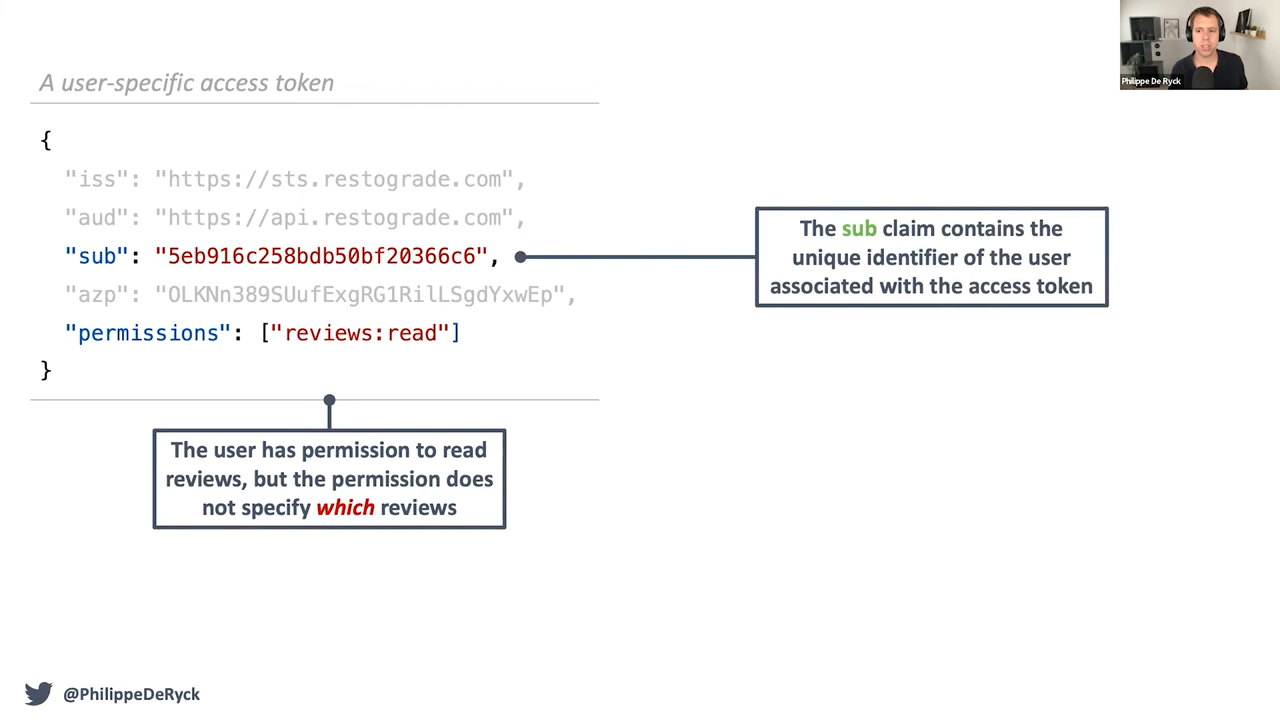 Philippe De Ryck
A user-specific access token
{
"iss": "https://sts.restograde.com",
"aud": "https://api.restograde.com",
"sub": "5eb916c258bdb50bf20366c6",
"azp": "OLKNn389SUufExgRG1RilLSgdYxwEp",
"permissions": ["reviews:read"]
}
The sub claim contains the
unique identifier of the user
associated with the access token
The user has permission to read
reviews, but the permission does
not specify which reviews
@PhilippeDeRyck